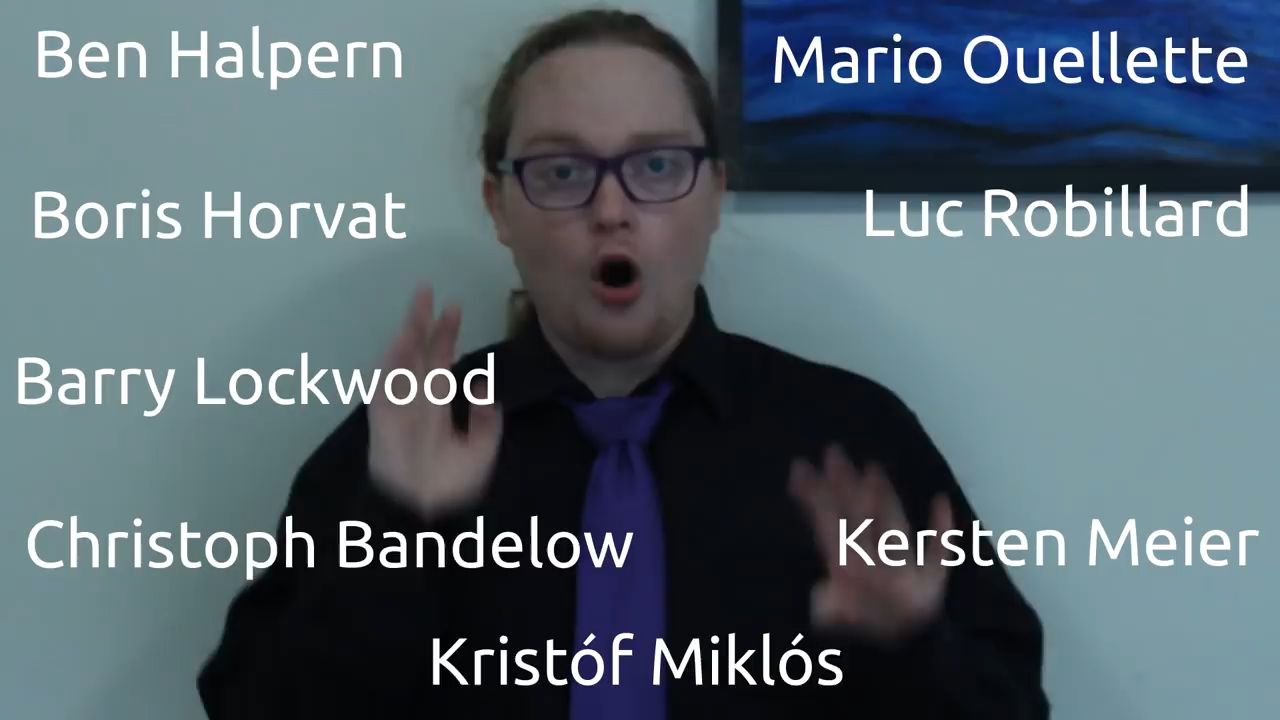 Ben Halpern
Mario Ouellette
Boris Horvat
Luc Robillard
Barry Lockwood
Christoph Bandelow
Kersten Meier
Kristóf Miklós